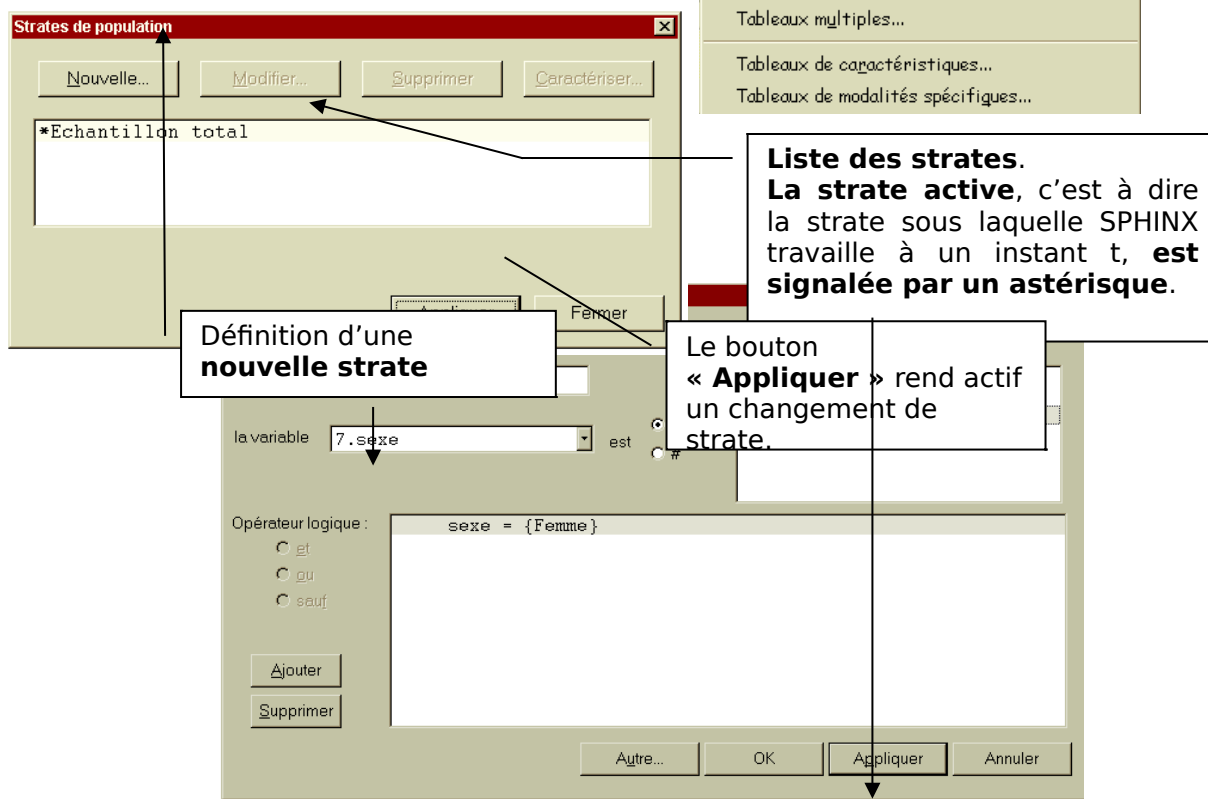 Strates de population
Nouvelle...
Modifier...
Supprimer
Caractériser...
*Echantillon total
Fermer
Tableaux multiples...
Tableaux de caractéristiques...
Tableaux de modalités spécifiques...
Liste des strates.
La strate active, c’est à dire
la strate sous laquelle SPHINX
travaille à un instant t, est
signalée par un astérisque.
Définition d’une
nouvelle strate
Le bouton
« Appliquer » rend actif
un changement de
strate.
la variable
7.sexe
est
#
Opérateur logique :
et
ou
sauf
sexe = {Femme}
Ajouter
Supprimer
Autre...
OK
Appliquer
Annuler